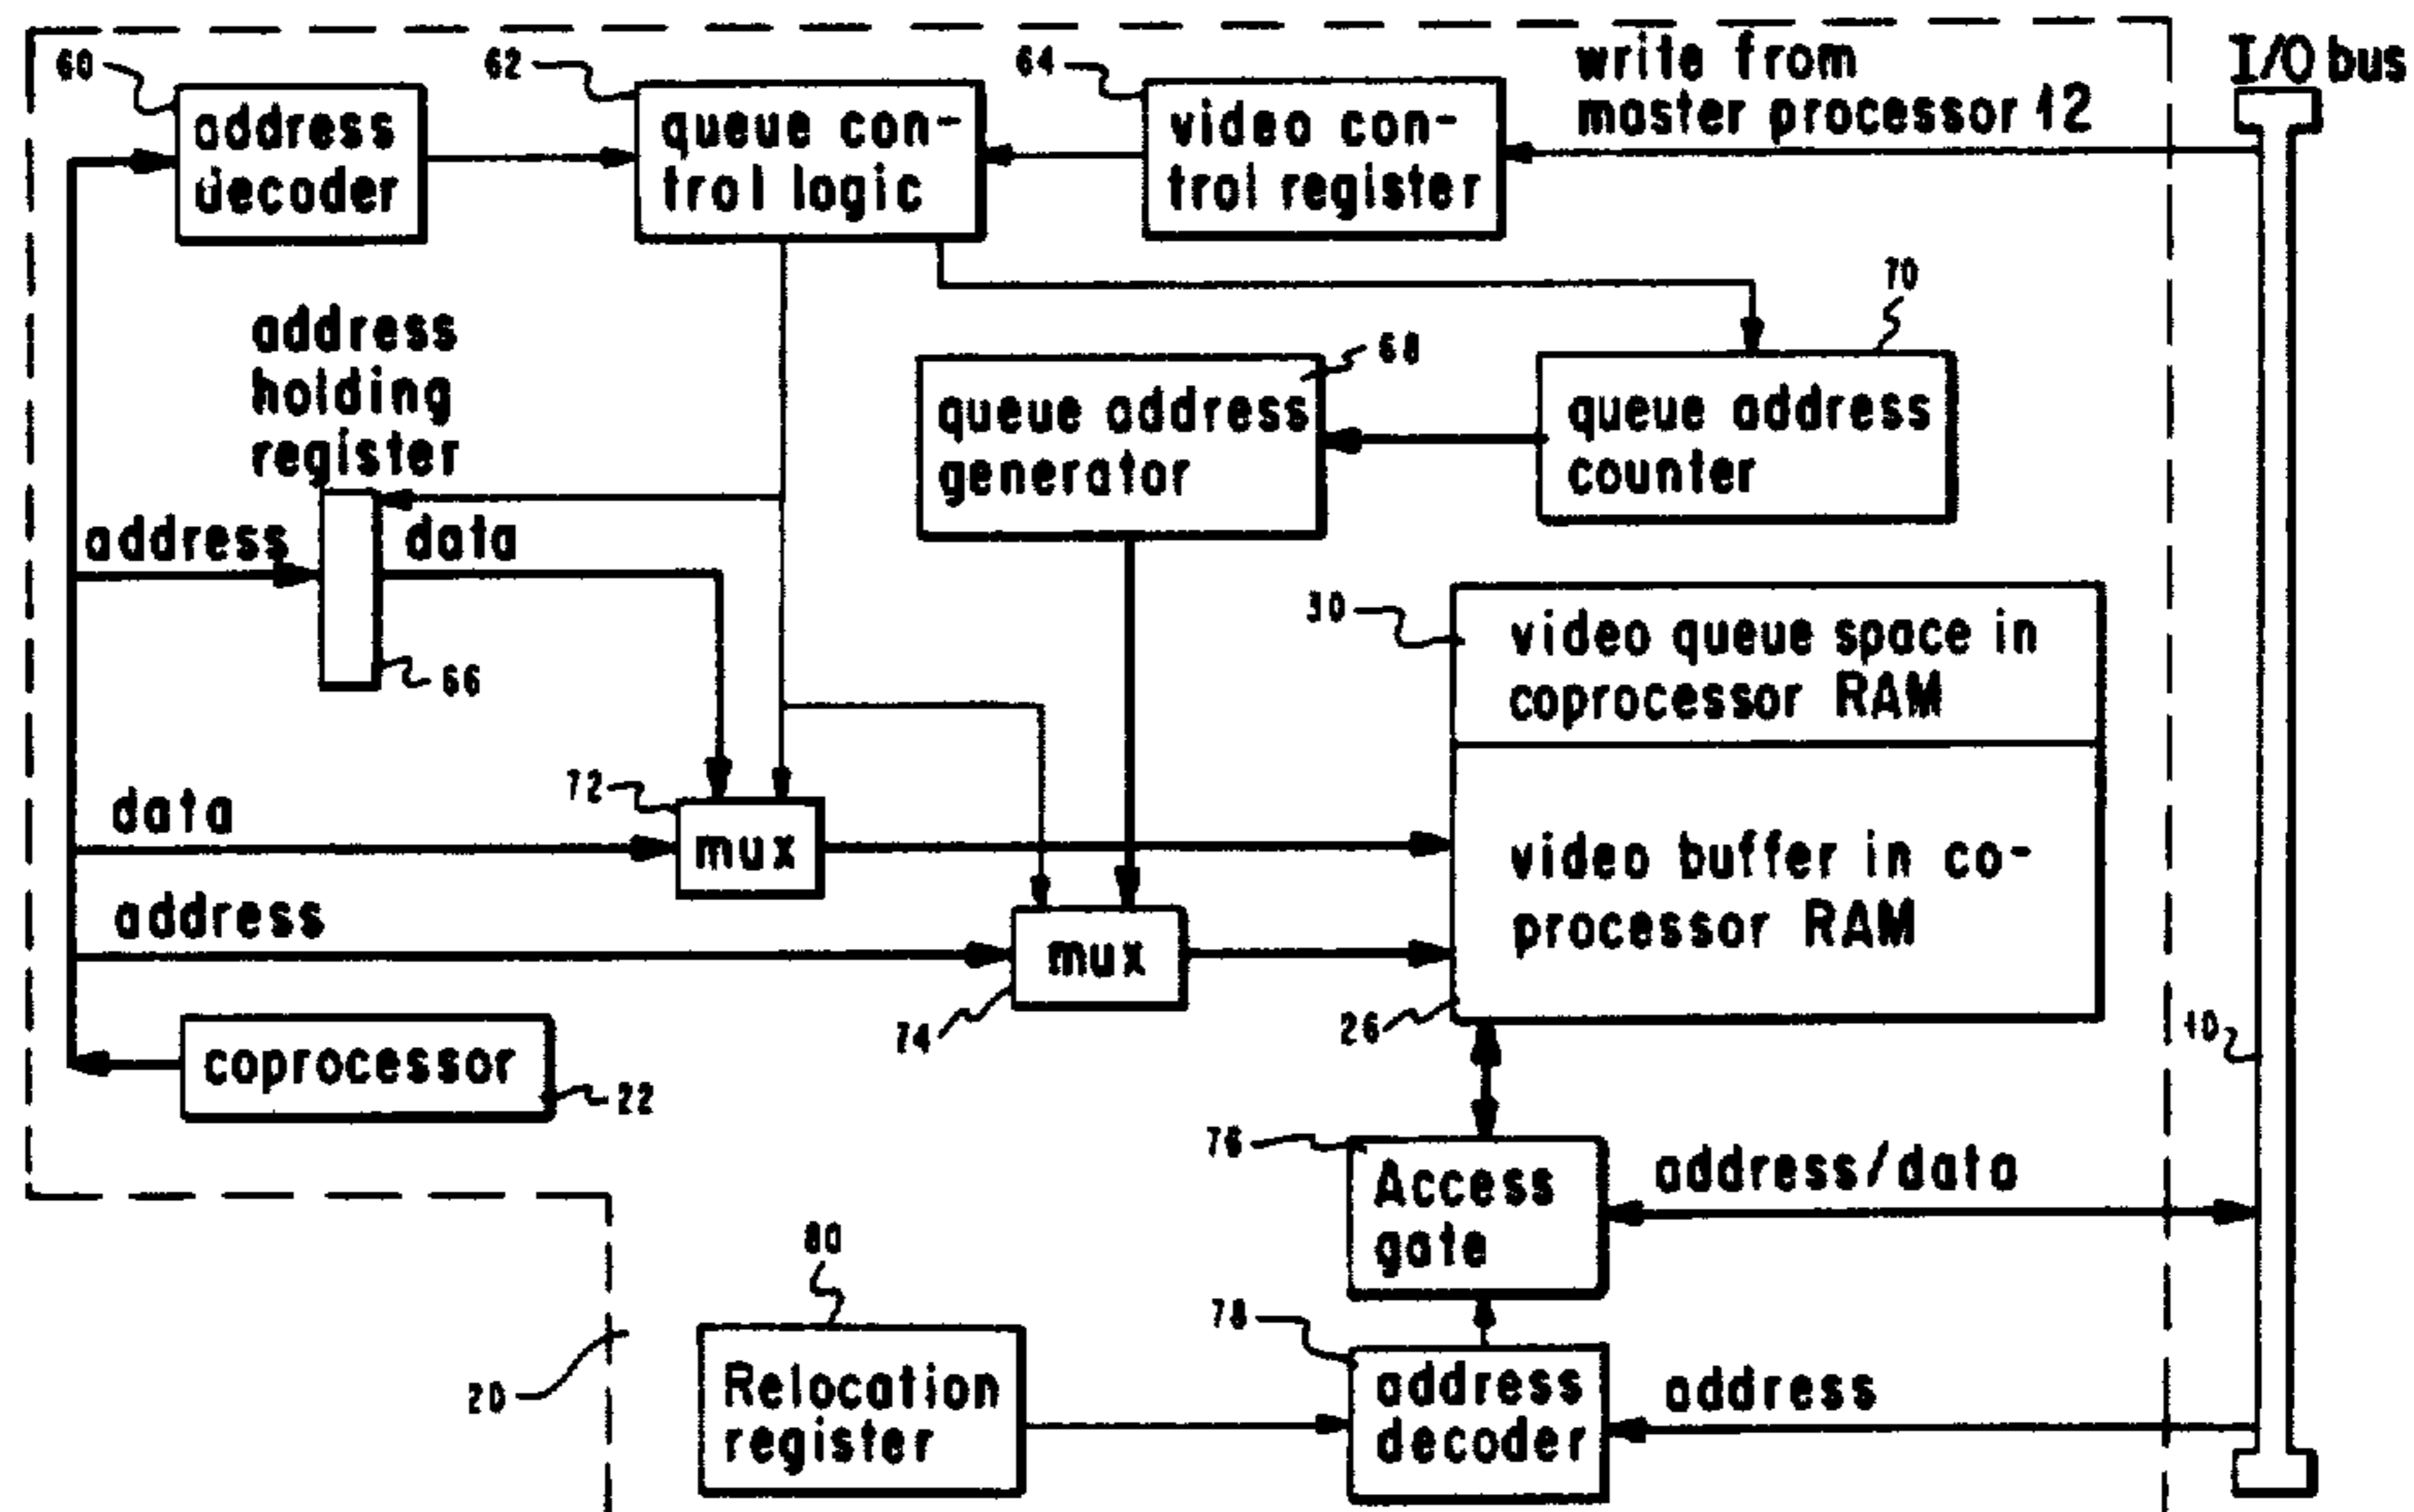 60
62
64
write from
master processor 12
I/O bus
address
decoder
queue con-
trol logic
video con-
trol register
70
address
holding
register
68
queue address
generator
queue address
counter
address
data
66
30
video queue space in
coprocessor RAM
72
data
mux
video buffer in co-
processor RAM
address
mux
74
26
40
coprocessor
22
76
Access
gate
address/data
80
78
20
Relocation
register
address
decoder
address